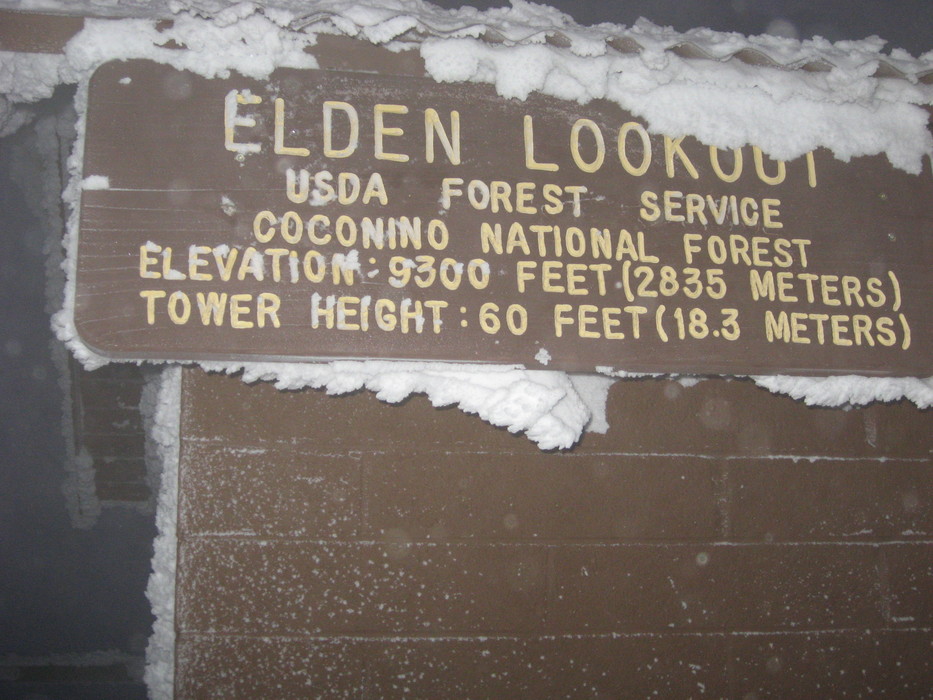 ELDEN LOOKOUT
USDA FOREST SERVICE
COCONINO NATIONAL FOREST
ELEVATION: 9300 FEET (2835 METERS)
TOWER HEIGHT: 60 FEET (18.3 METERS)